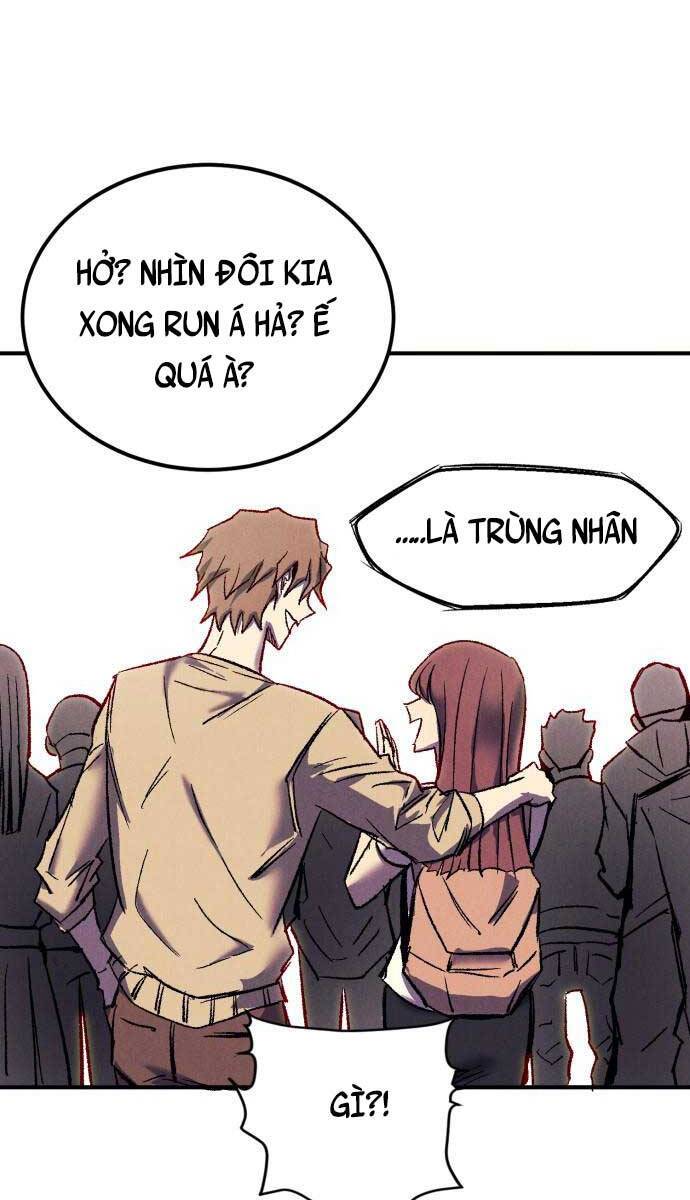 HỞ? NHÌN ĐÔI KIA
XONG RUN Á HẢ? Ế
QUÁ À?
.....LÀ TRÙNG NHÂN
GÌ?!